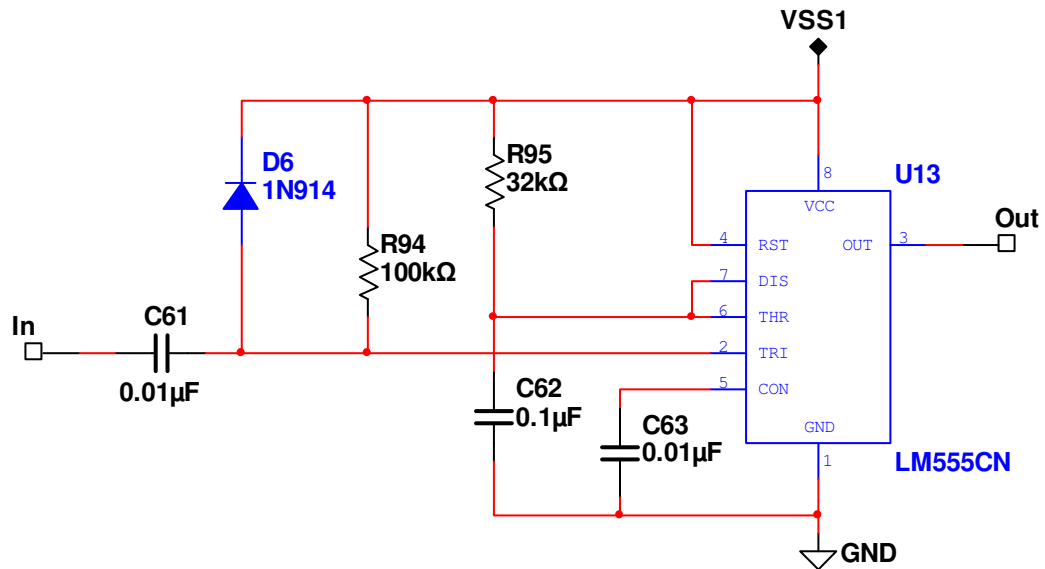 VSS1
D6
1N914
R95
32kΩ
8
U13
VCC
R94
100kΩ
4
RST
OUT
3
Out
7
DIS
6
THR
In
C61
2
TRI
0.01µF
5
CON
C62
0.1µF
C63
0.01µF
GND
1
LM555CN
GND